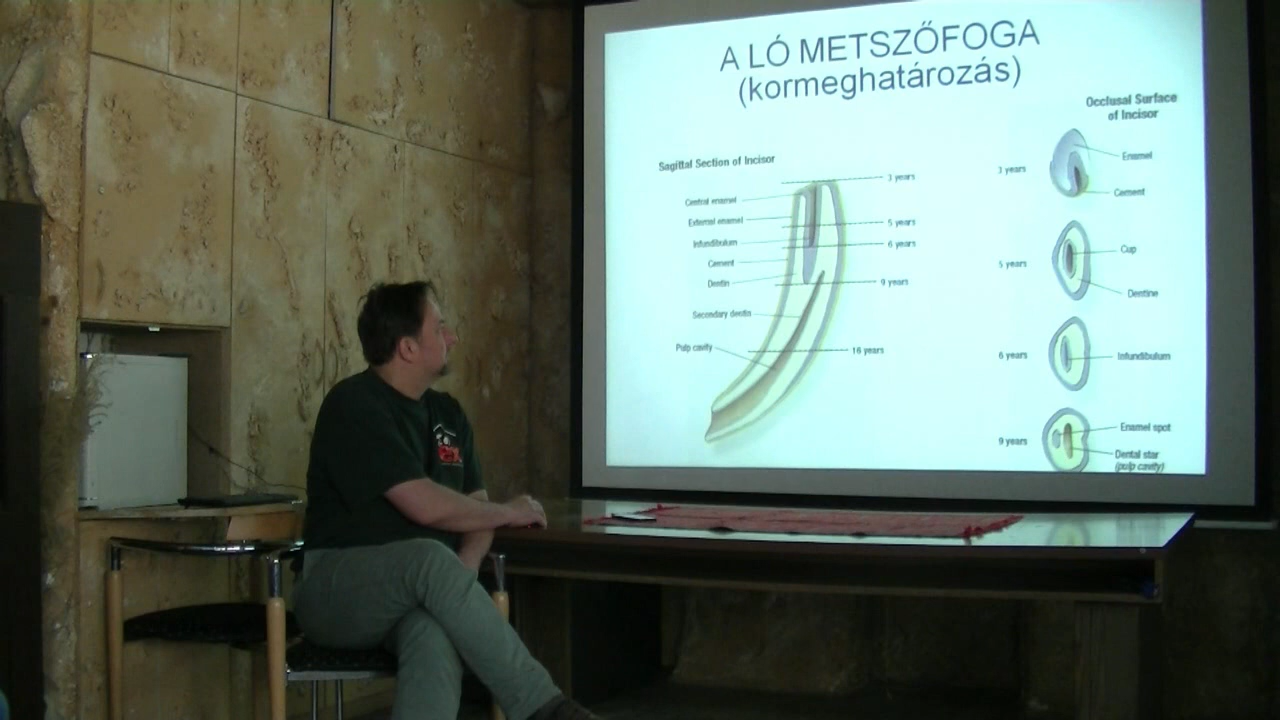 A LÓ METSZŐFOGA
(kormeghatározás)
Sagittal Section of Incisor
3 years
Central enamel
External enamel
5 years
Infundibulum
6 years
Cement
Dentin
9 years
Secondary dentin
Pulp cavity
16 years
Occlusal Surface
of Incisor
Enamel
3 years
Cement
Cup
5 years
Dentine
6 years
Infundibulum
Enamel spot
9 years
Dental star
(pulp cavity)